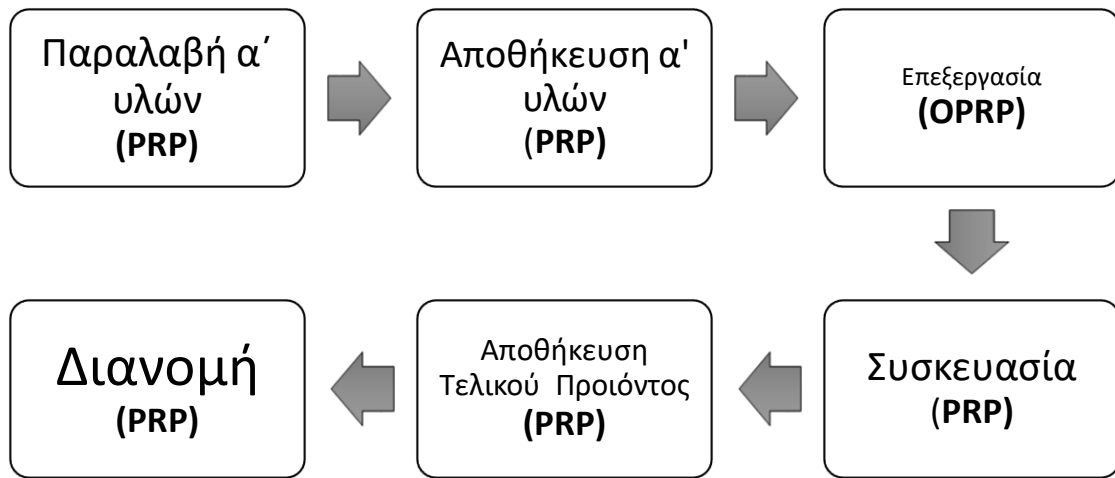 Παραλαβή α΄
υλών
(PRP)
Αποθήκευση α'
υλών
(PRP)
Επεξεργασία
(OPRP)
Συσκευασία
(PRP)
Αποθήκευση
Τελικού Προιόντος
(PRP)
Διανομή
(PRP)